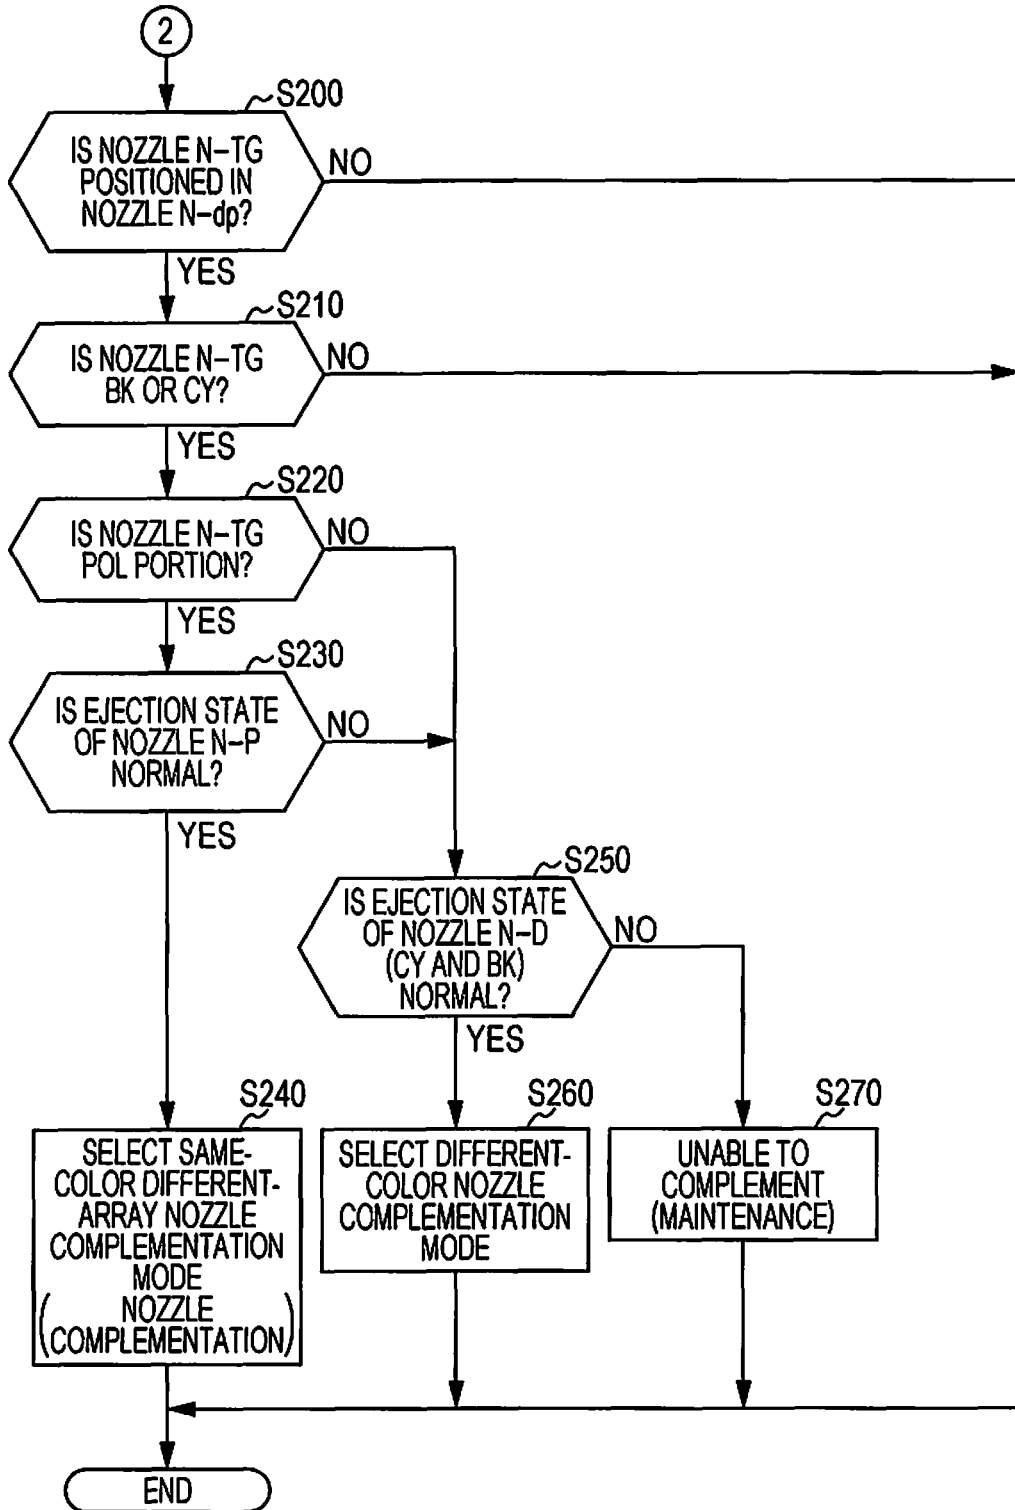 2
S200
IS NOZZLE N-TG
POSITIONED IN
NOZZLE N-dp?
NO
YES
S210
IS NOZZLE N-TG
BK OR CY?
NO
YES
S220
IS NOZZLE N-TG
POL PORTION?
NO
YES
S230
IS EJECTION STATE
OF NOZZLE N-P
NORMAL?
NO
YES
S250
IS EJECTION STATE
OF NOZZLE N-D
(CY AND BK)
NORMAL?
NO
YES
S240
SELECT SAME-
COLOR DIFFERENT-
ARRAY NOZZLE
COMPLEMENTATION
MODE
(NOZZLE
COMPLEMENTATION)
S260
SELECT DIFFERENT-
COLOR NOZZLE
COMPLEMENTATION
MODE
S270
UNABLE TO
COMPLEMENT
(MAINTENANCE)
END